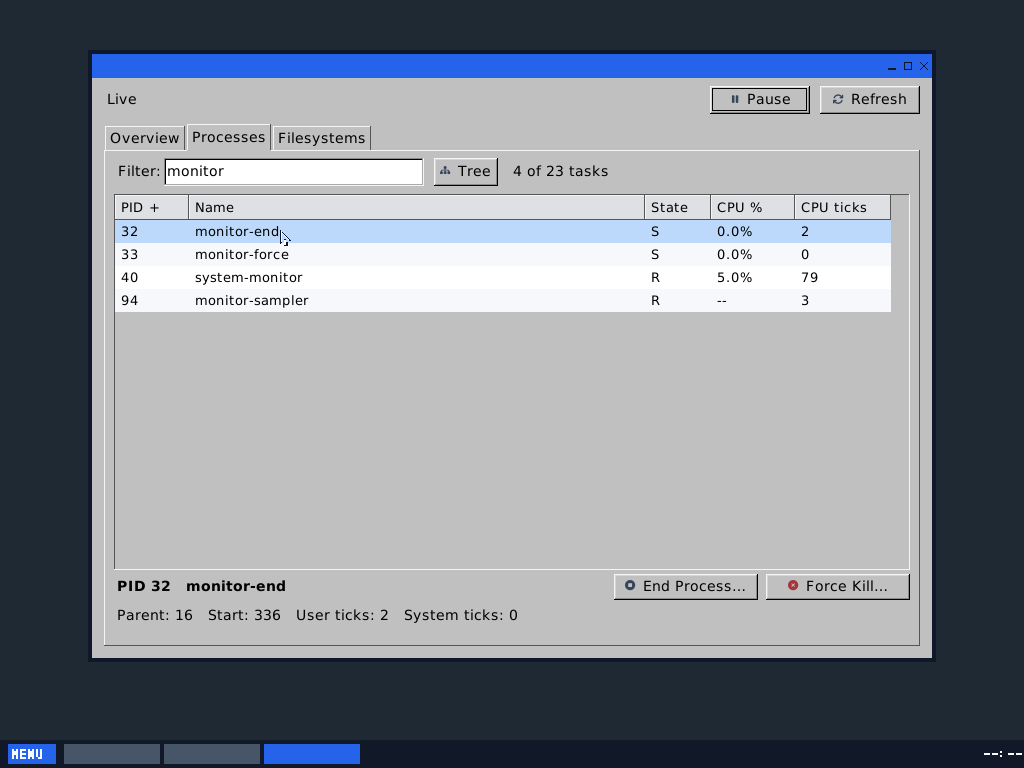 Live
Pause
Refresh
Overview
Processes
Filesystems
Filter: monitor
Tree
4 of 23 tasks
PID + Name State CPU % CPU ticks
32 monitor-end S 0.0% 2
33 monitor-force S 0.0% 0
40 system-monitor R 5.0% 79
94 monitor-sampler R -- 3
PID 32 monitor-end
End Process...
Force Kill...
Parent: 16 Start: 336 User ticks: 2 System ticks: 0
MENU
--:--